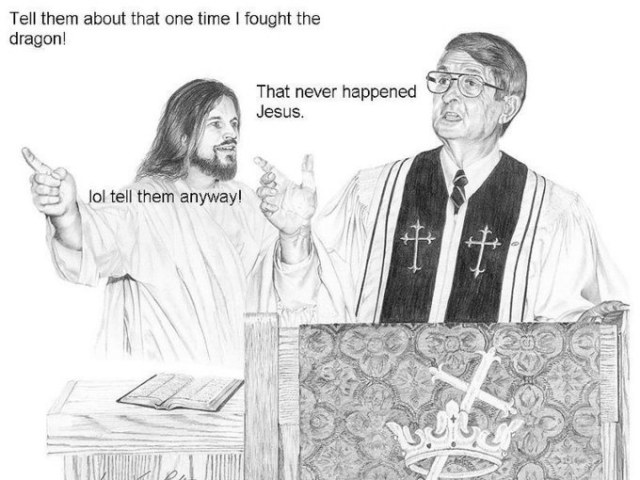 Tell them about that one time I fought the
dragon!
That never happened
Jesus.
lol tell them anyway!